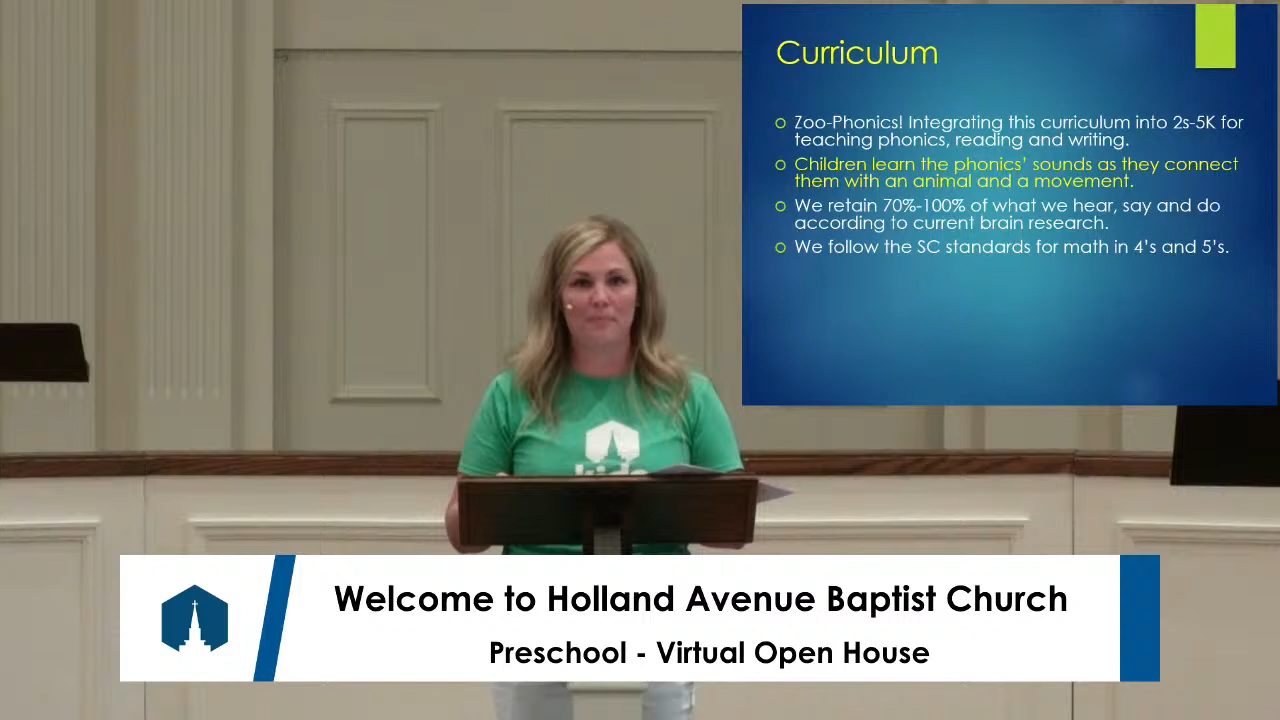 Curriculum
Zoo-Phonics! Integrating this curriculum into 2s-5K for
teaching phonics, reading and writing.
Children learn the phonics' sounds as they connect
them with an animal and a movement.
We retain 70%-100% of what we hear, say and do
according to current brain research.
We follow the SC standards for math in 4's and 5's.
kids
Welcome to Holland Avenue Baptist Church
Preschool - Virtual Open House